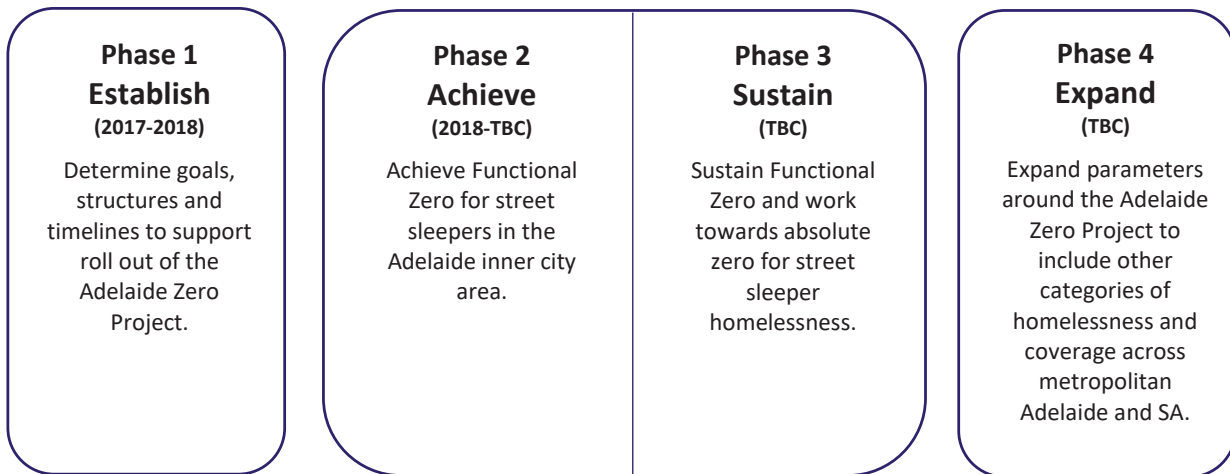 Phase 1
Establish
(2017-2018)
Determine goals,
structures and
timelines to support
roll out of the
Adelaide Zero
Project.
Phase 2
Achieve
(2018-TBC)
Achieve Functional
Zero for street
sleepers in the
Adelaide inner city
area.
Phase 3
Sustain
(TBC)
Sustain Functional
Zero and work
towards absolute
zero for street
sleeper
homelessness.
Phase 4
Expand
(TBC)
Expand parameters
around the Adelaide
Zero Project to
include other
categories of
homelessness and
coverage across
metropolitan
Adelaide and SA.